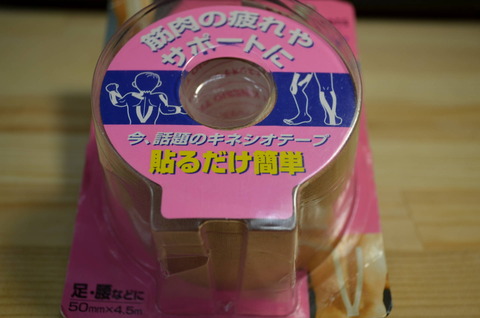 筋肉の疲れや
サポートに
今、話題のキネシオテープ
貼るだけ簡単
足・腰などに
50mm×4.5m